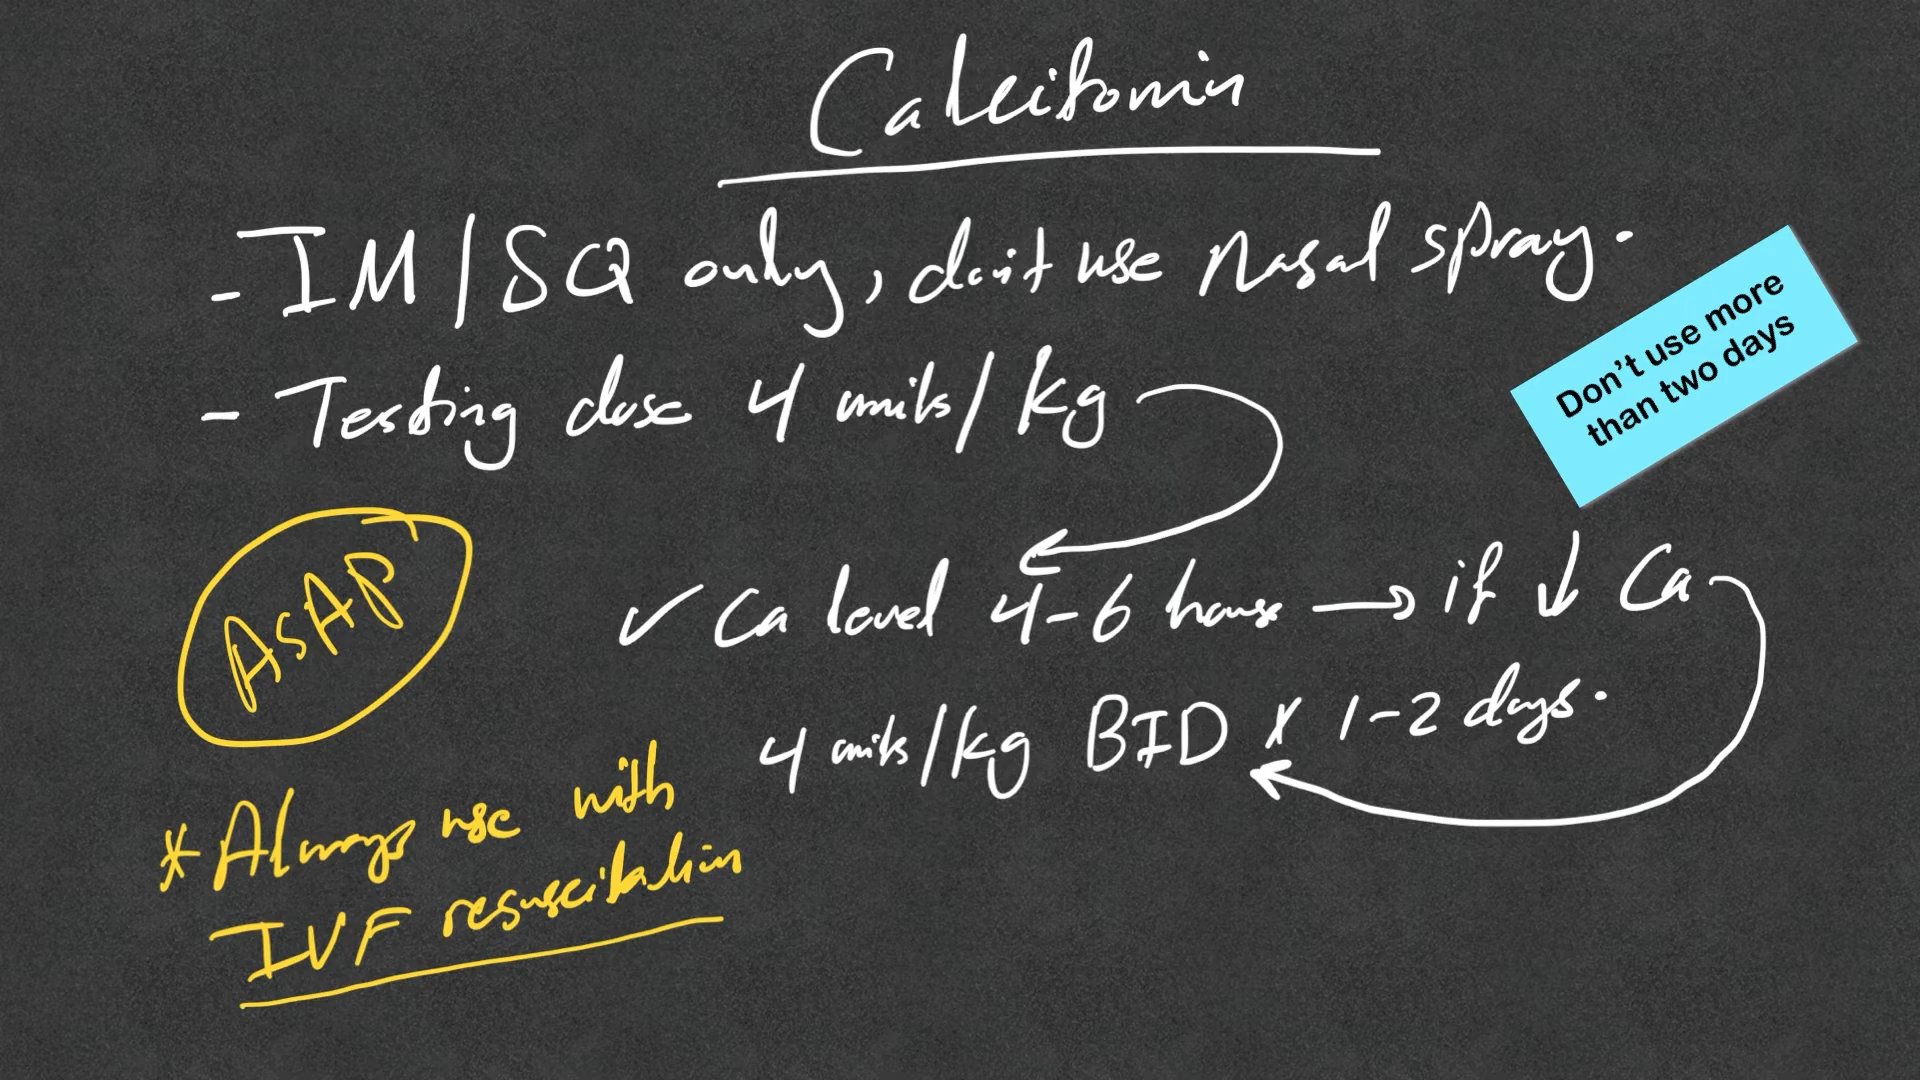 Calcitonin
- IM/SQ only, don't use nasal spray.
- Testing dose 4 units/kg
Don't use more
than two days
✓ Ca level 4-6 hours → if ↓ Ca
4 units/kg BID x 1-2 days.
ASAP
* Always use with
IVF resuscitation